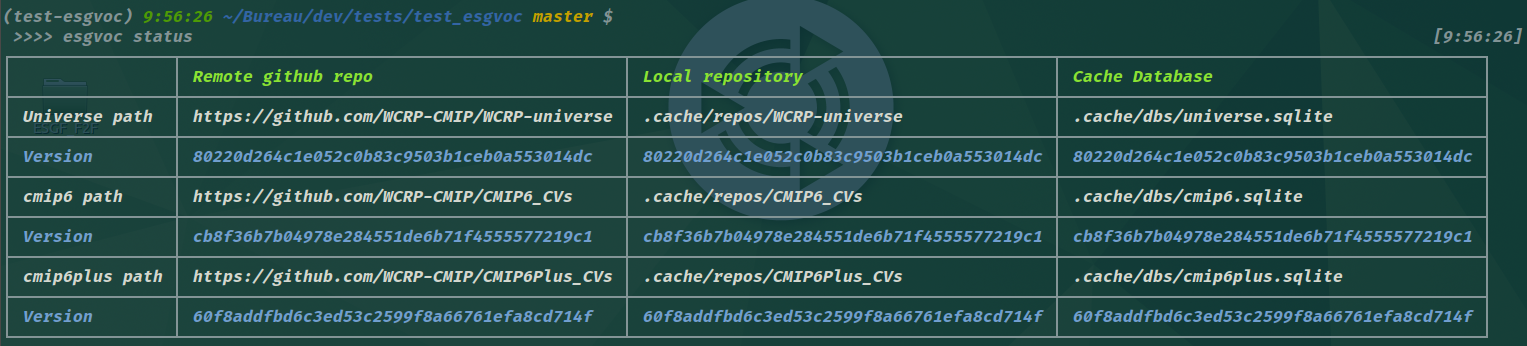 (test-esgvoc) 9:56:26 ~/Bureau/dev/tests/test_esgvoc master $
>>>> esgvoc status [9:56:26]
Remote github repo Local repository Cache Database
Universe path https://github.com/WCRP-CMIP/WCRP-universe .cache/repos/WCRP-universe .cache/dbs/universe.sqlite
ESGF F2F
Version 80220d264c1e052c0b83c9503b1ceb0a553014dc 80220d264c1e052c0b83c9503b1ceb0a553014dc 80220d264c1e052c0b83c9503b1ceb0a553014dc
cmip6 path https://github.com/WCRP-CMIP/CMIP6_CVs .cache/repos/CMIP6_CVs .cache/dbs/cmip6.sqlite
Version cb8f36b7b04978e284551de6b71f4555577219c1 cb8f36b7b04978e284551de6b71f4555577219c1 cb8f36b7b04978e284551de6b71f4555577219c1
cmip6plus path https://github.com/WCRP-CMIP/CMIP6Plus_CVs .cache/repos/CMIP6Plus_CVs .cache/dbs/cmip6plus.sqlite
Version 60f8addfbd6c3ed53c2599f8a66761efa8cd714f 60f8addfbd6c3ed53c2599f8a66761efa8cd714f 60f8addfbd6c3ed53c2599f8a66761efa8cd714f